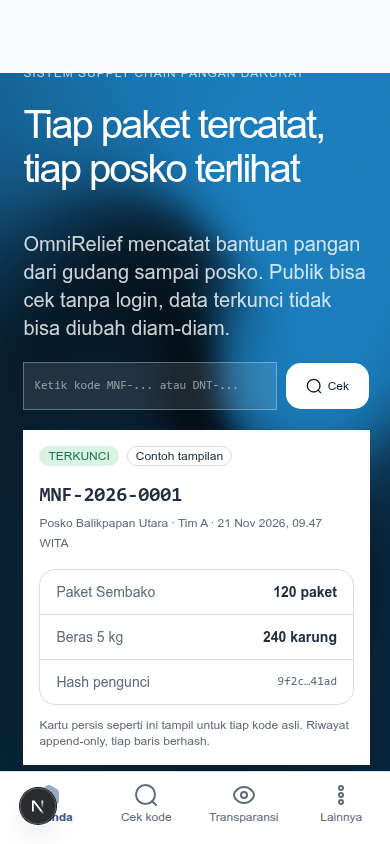 SISTEM SUPPLY CHAIN PANGAN DARURAT
Tiap paket tercatat,
tiap posko terlihat
OmniRelief mencatat bantuan pangan
dari gudang sampai posko. Publik bisa
cek tanpa login, data terkunci tidak
bisa diubah diam-diam.
Ketik kode MNF-... atau DNT-...
Cek
TERKUNCI
Contoh tampilan
MNF-2026-0001
Posko Balikpapan Utara · Tim A · 21 Nov 2026, 09.47
WITA
Paket Sembako
120 paket
Beras 5 kg
240 karung
Hash pengunci
9f2c…41ad
Kartu persis seperti ini tampil untuk tiap kode asli. Riwayat
append-only, tiap baris berhash.
N
nda
Cek kode
Transparansi
Lainnya